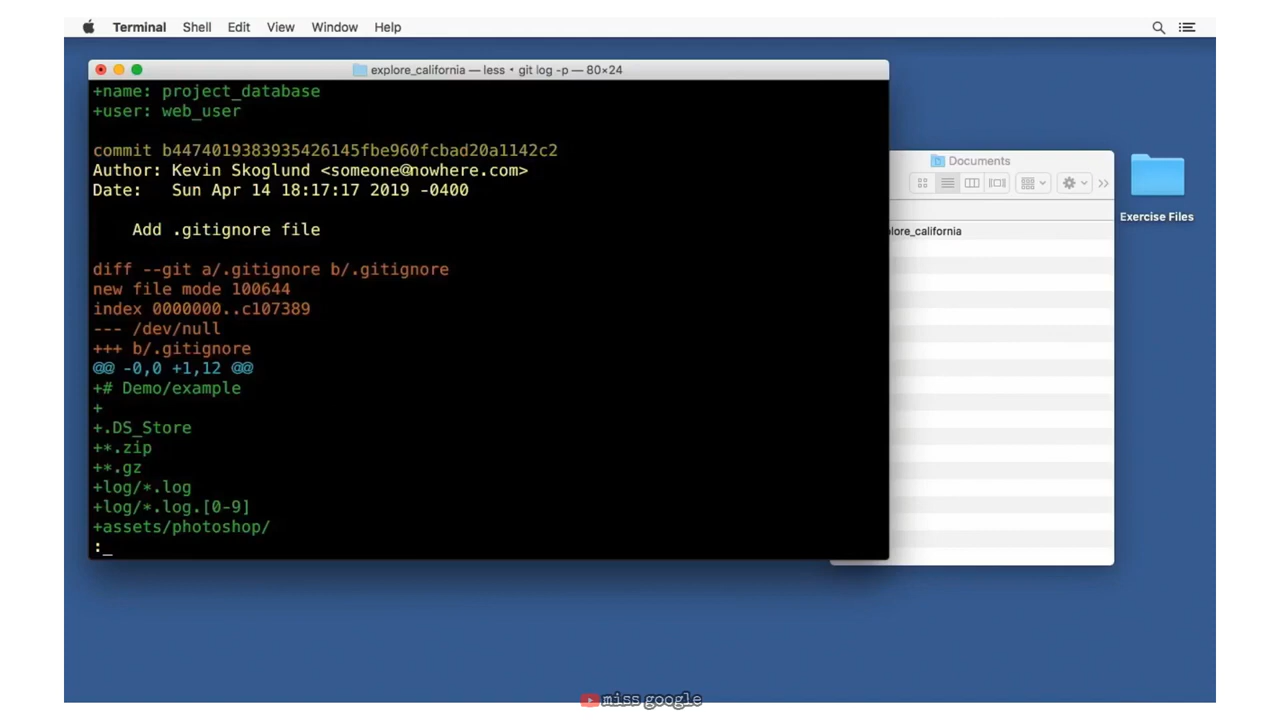 Terminal Shell Edit View Window Help
explore_california — less • git log -p — 80×24
+name: project_database
+user: web_user
commit b4474019383935426145fbe960fcbad20a1142c2
Author: Kevin Skoglund <someone@nowhere.com>
Date:   Sun Apr 14 18:17:17 2019 -0400
Add .gitignore file
diff --git a/.gitignore b/.gitignore
new file mode 100644
index 0000000..c107389
--- /dev/null
+++ b/.gitignore
@@ -0,0 +1,12 @@
+# Demo/example
+
+.DS_Store
+*.zip
+*.gz
+log/*.log
+log/*.log.[0-9]
+assets/photoshop/
:_
Documents
lore_california
Exercise Files
miss google